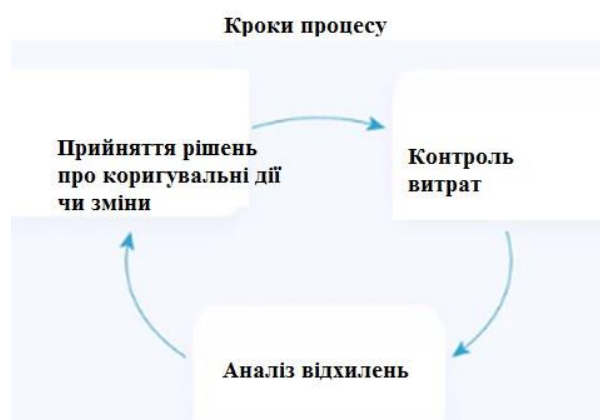 Кроки процесу
Прийняття рішень
про коригувальні дії
чи зміни
Контроль
витрат
Аналіз відхилень